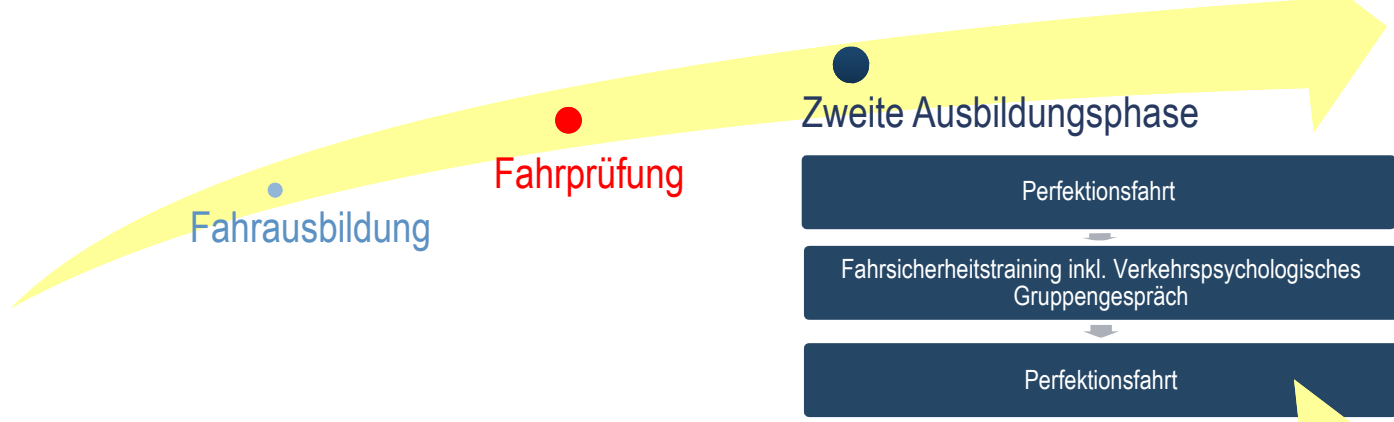 Fahrausbildung
Fahrprüfung
Zweite Ausbildungsphase
Perfektionsfahrt
Fahrsicherheitstraining inkl. Verkehrspsychologisches
Gruppengespräch
Perfektionsfahrt